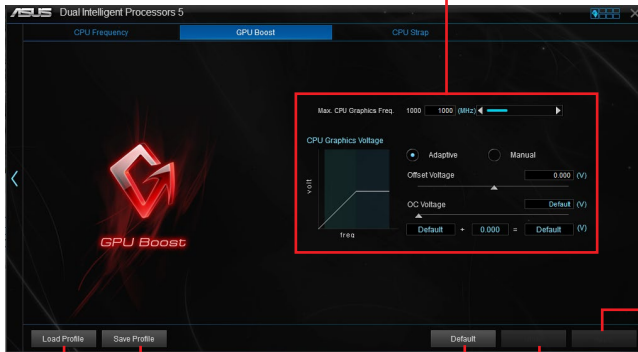 ASUS Dual Intelligent Processors 5
CPU Frequency GPU Boost CPU Strap
Max. CPU Graphics Freq. 1000 1000 (MHz)
CPU Graphics Voltage
Adaptive Manual
Offset Voltage 0.000 (V)
volt
OC Voltage Default (V)
Default + 0.000 = Default (V)
freq
GPU Boost
Load Profile Save Profile Default